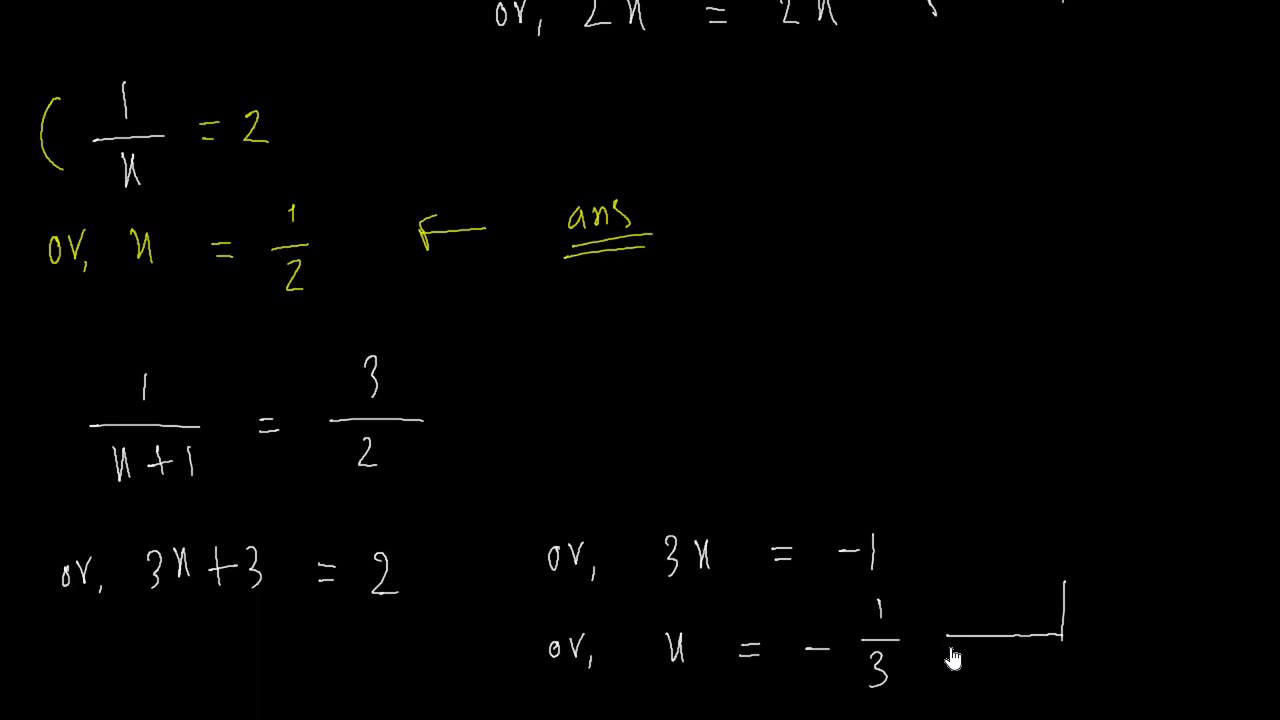 or, 2x = 2x
( 1/x = 2
or, x = 1/2 ← ans
1/(x+1) = 3/2
or, 3x+3 = 2
or, 3x = -1
or, x = - 1/3